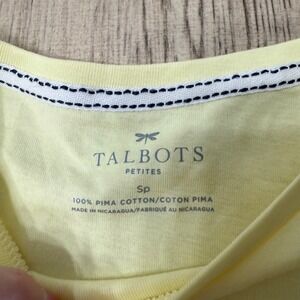 TALBOTS
PETITES
Sp
100% PIMA COTTON/COTON PIMA
MADE IN NICARAGUA/FABRIQUÉ AU NICARAGUA